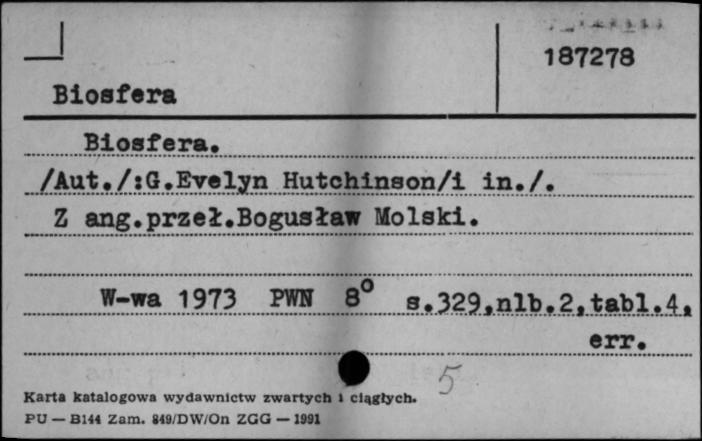 187278
Biosfera
Biosfera.
/Aut./:G.Evelyn Hutchinson/i in./.
Z ang.przeł.Bogusław Molski.
W-wa 1973 PWN 8° s.329,nlb.2,tabl.4,
err.
5
Karta katalogowa wydawnictw zwartych i ciągłych.
PU — B144 Zam. 849/DW/On ZGG — 1991